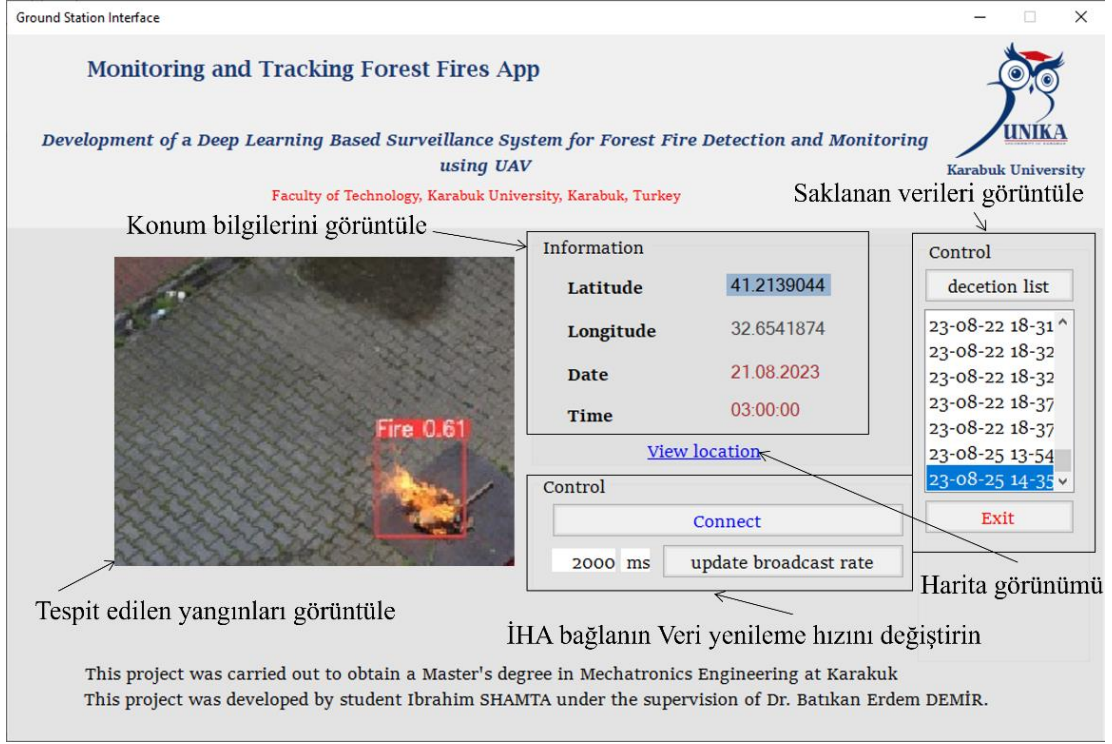 Ground Station Interface
Monitoring and Tracking Forest Fires App
UNIKA
Development of a Deep Learning Based Surveillance System for Forest Fire Detection and Monitoring
using UAV
Karabuk University
Faculty of Technology, Karabuk University, Karabuk, Turkey
Saklanan verileri görüntüle
Konum bilgilerini görüntüle
Information
Latitude 41.2139044
Longitude 32.6541874
Date 21.08.2023
Time 03:00:00
View location
Control
decetion list
23-08-22 18-31
23-08-22 18-32
23-08-22 18-32
23-08-22 18-37
23-08-22 18-37
23-08-25 13-54
23-08-25 14-35
Exit
Fire 0.61
Control
Connect
2000 ms update broadcast rate
Harita görünümü
Tespit edilen yangınları görüntüle
İHA bağlanın Veri yenileme hızını değiştirin
This project was carried out to obtain a Master's degree in Mechatronics Engineering at Karakuk
This project was developed by student Ibrahim SHAMTA under the supervision of Dr. Batıkan Erdem DEMİR.